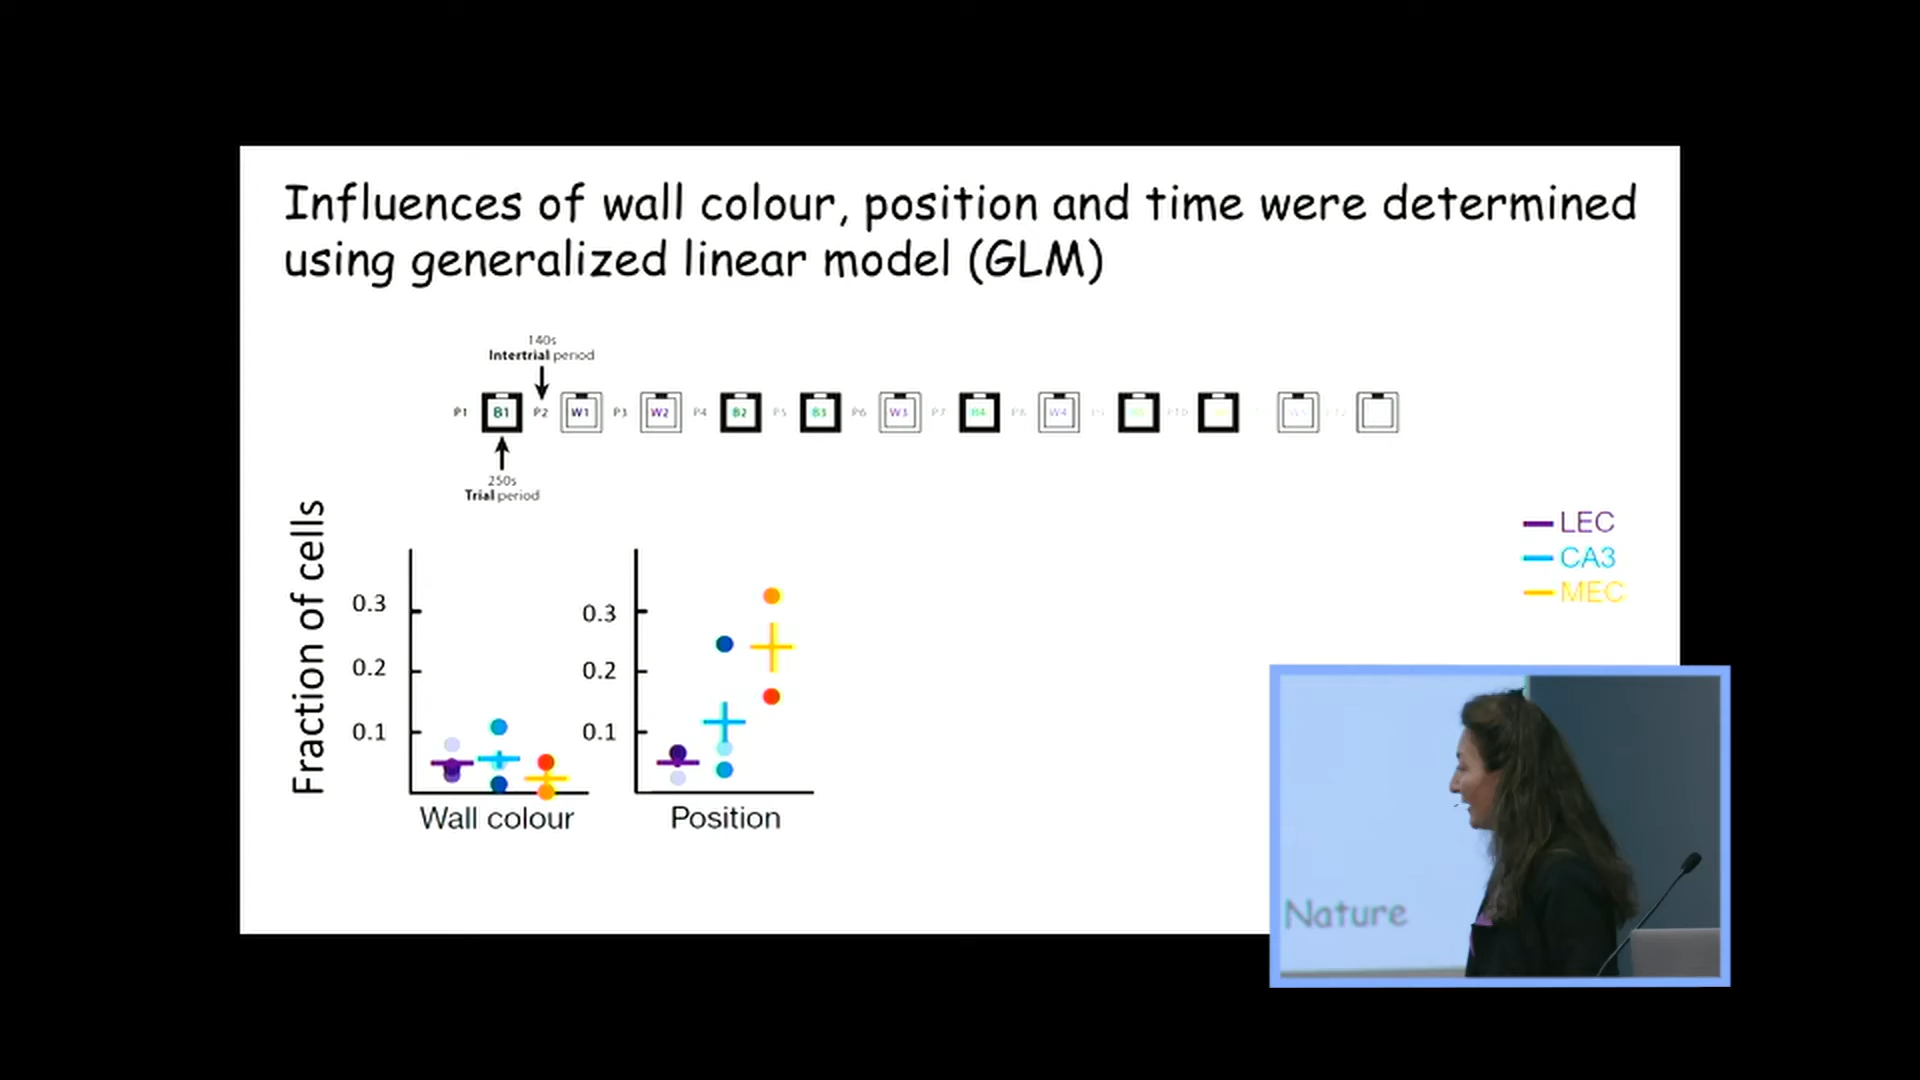 Influences of wall colour, position and time were determined
using generalized linear model (GLM)
140s
Intertrial period
P1 B1 P2 W1 P3 W2 P4 B2 P5 B3 P6 W3 P7 B4 P8 W4 P9 P10
250s
Trial period
Fraction of cells
0.3
0.2
0.1
Wall colour
0.3
0.2
0.1
Position
LEC
CA3
MEC
Nature